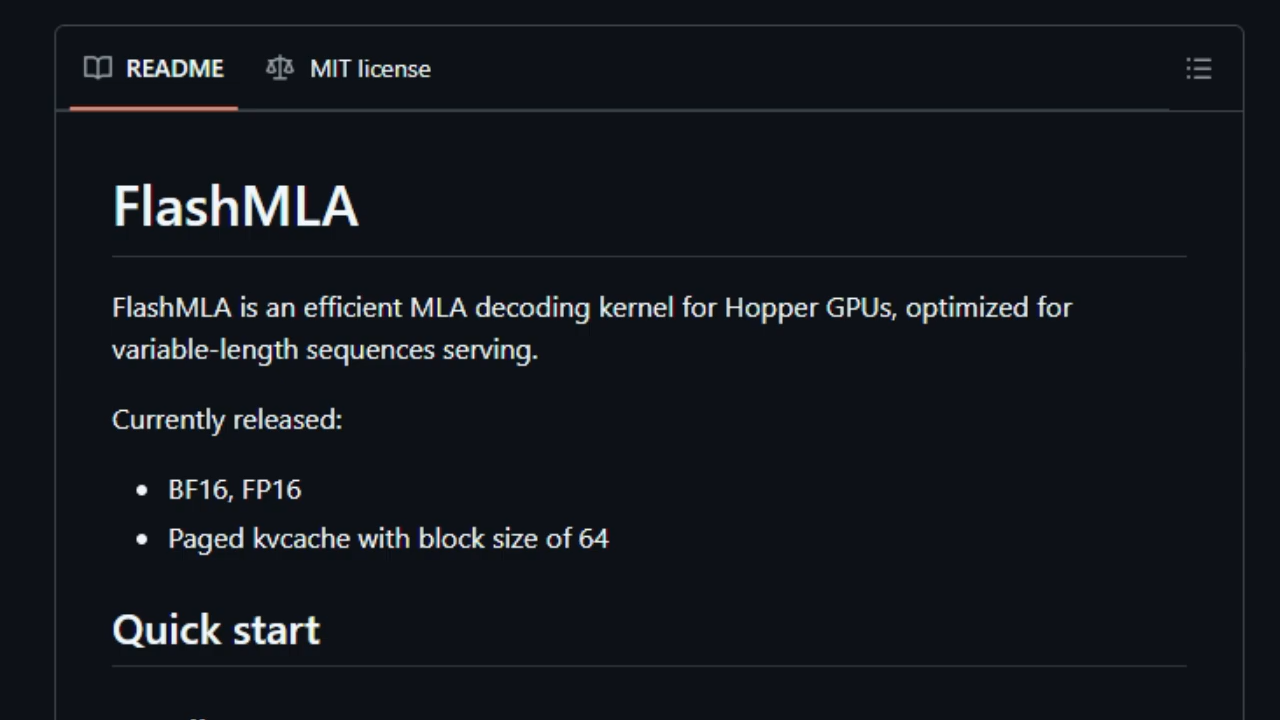 README
MIT license
FlashMLA
FlashMLA is an efficient MLA decoding kernel for Hopper GPUs, optimized for
variable-length sequences serving.
Currently released:
BF16, FP16
Paged kvcache with block size of 64
Quick start